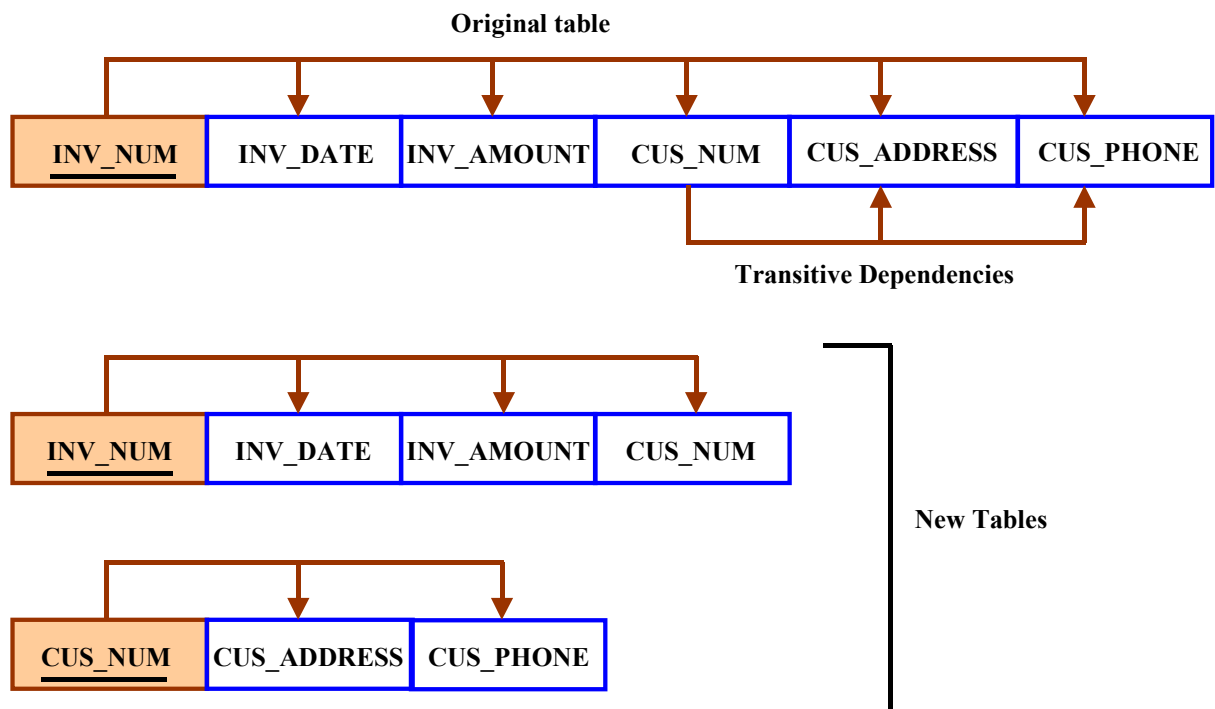 Original table
INV_NUM INV_DATE INV_AMOUNT CUS_NUM CUS_ADDRESS CUS_PHONE
Transitive Dependencies
INV_NUM INV_DATE INV_AMOUNT CUS_NUM
New Tables
CUS_NUM CUS_ADDRESS CUS_PHONE